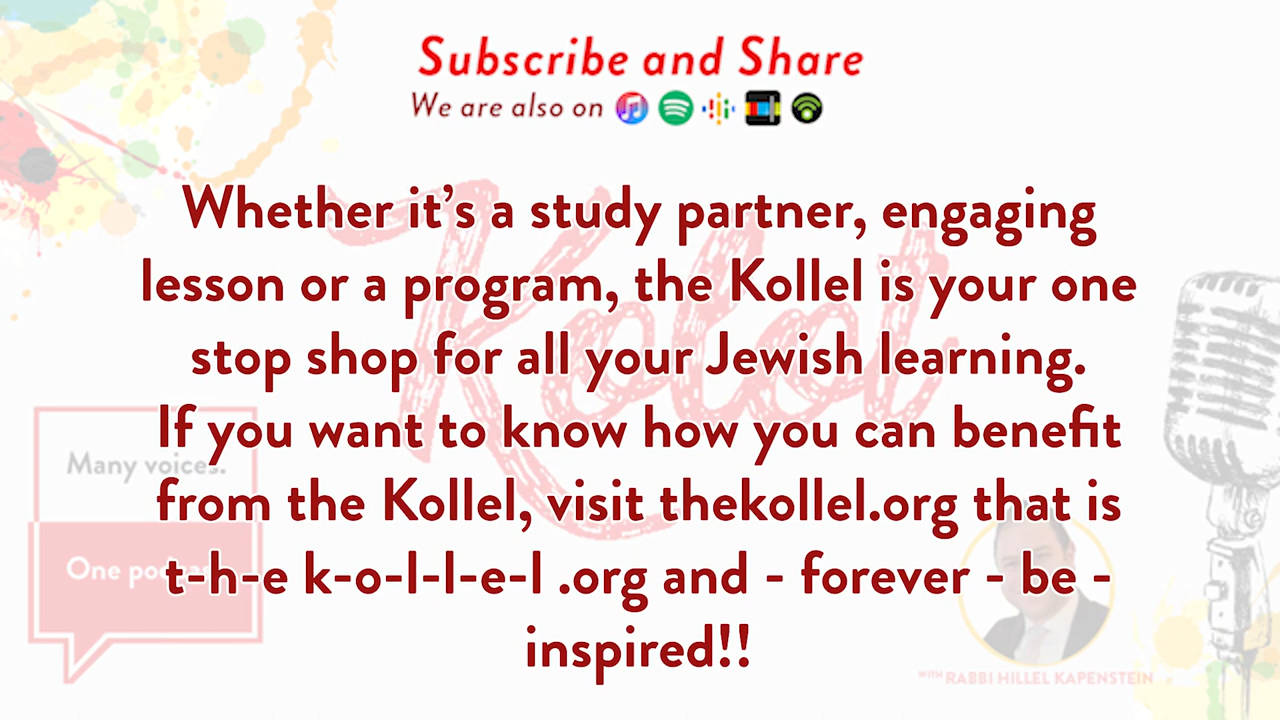 Subscribe and Share
We are also on
Whether it’s a study partner, engaging
lesson or a program, the Kollel is your one
stop shop for all your Jewish learning.
If you want to know how you can benefit
from the Kollel, visit thekollel.org that is
t-h-e k-o-l-l-e-l .org and - forever - be -
inspired!!
Kolot
Many voices.
One podcast
WITH RABBI HILLEL KAPENSTEIN